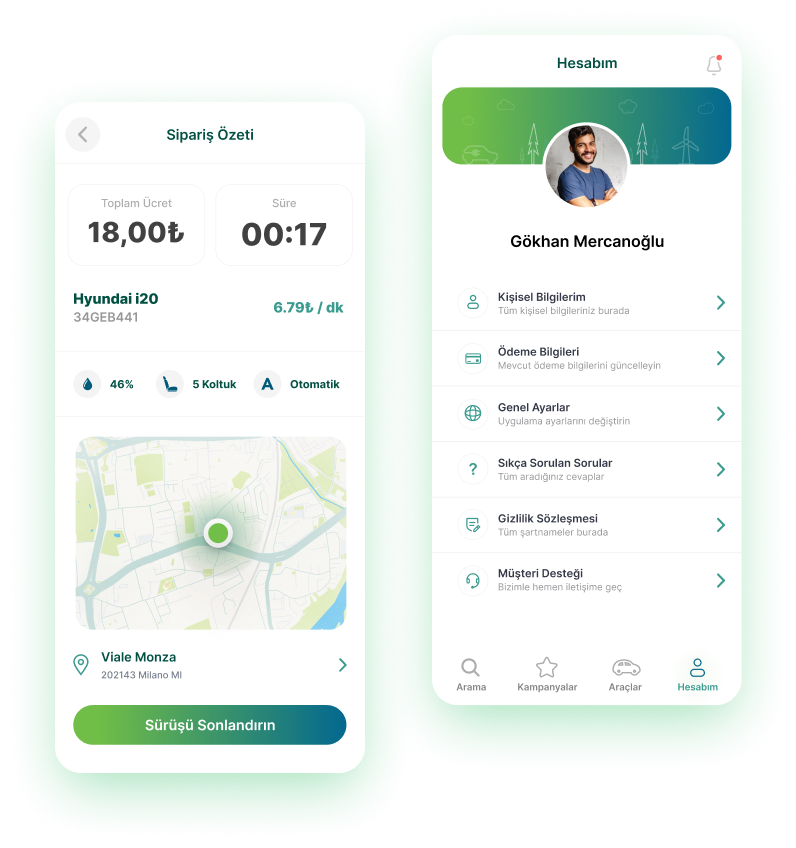 Sipariş Özeti
Toplam Ücret
18,00₺
Süre
00:17
Hyundai i20
34GEB441
6.79₺ / dk
46%
5 Koltuk
A
Otomatik
Viale Monza
202143 Milano MI
Sürüşü Sonlandırın
Hesabım
Gökhan Mercanoğlu
Kişisel Bilgilerim
Tüm kişisel bilgileriniz burada
Ödeme Bilgileri
Mevcut ödeme bilgilerini güncelleyin
Genel Ayarlar
Uygulama ayarlarını değiştirin
?
Sıkça Sorulan Sorular
Tüm aradığınız cevaplar
Gizlilik Sözleşmesi
Tüm şartnameler burada
Müşteri Desteği
Bizimle hemen iletişime geç
Arama
Kampanyalar
Araçlar
Hesabım